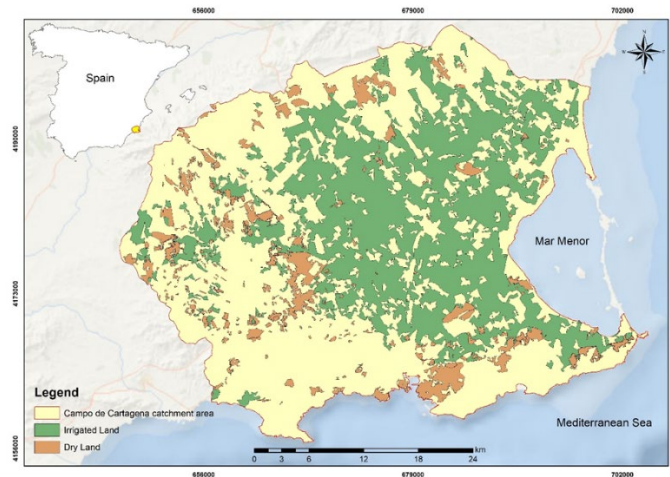 656000 679000 702000
Spain
4190000
Mar Menor
4173000
Legend
Campo de Cartagena catchment area
Irrigated Land
Dry Land
Mediterranean Sea
4156000
km
0 3 6 12 18 24
656000 679000 702000